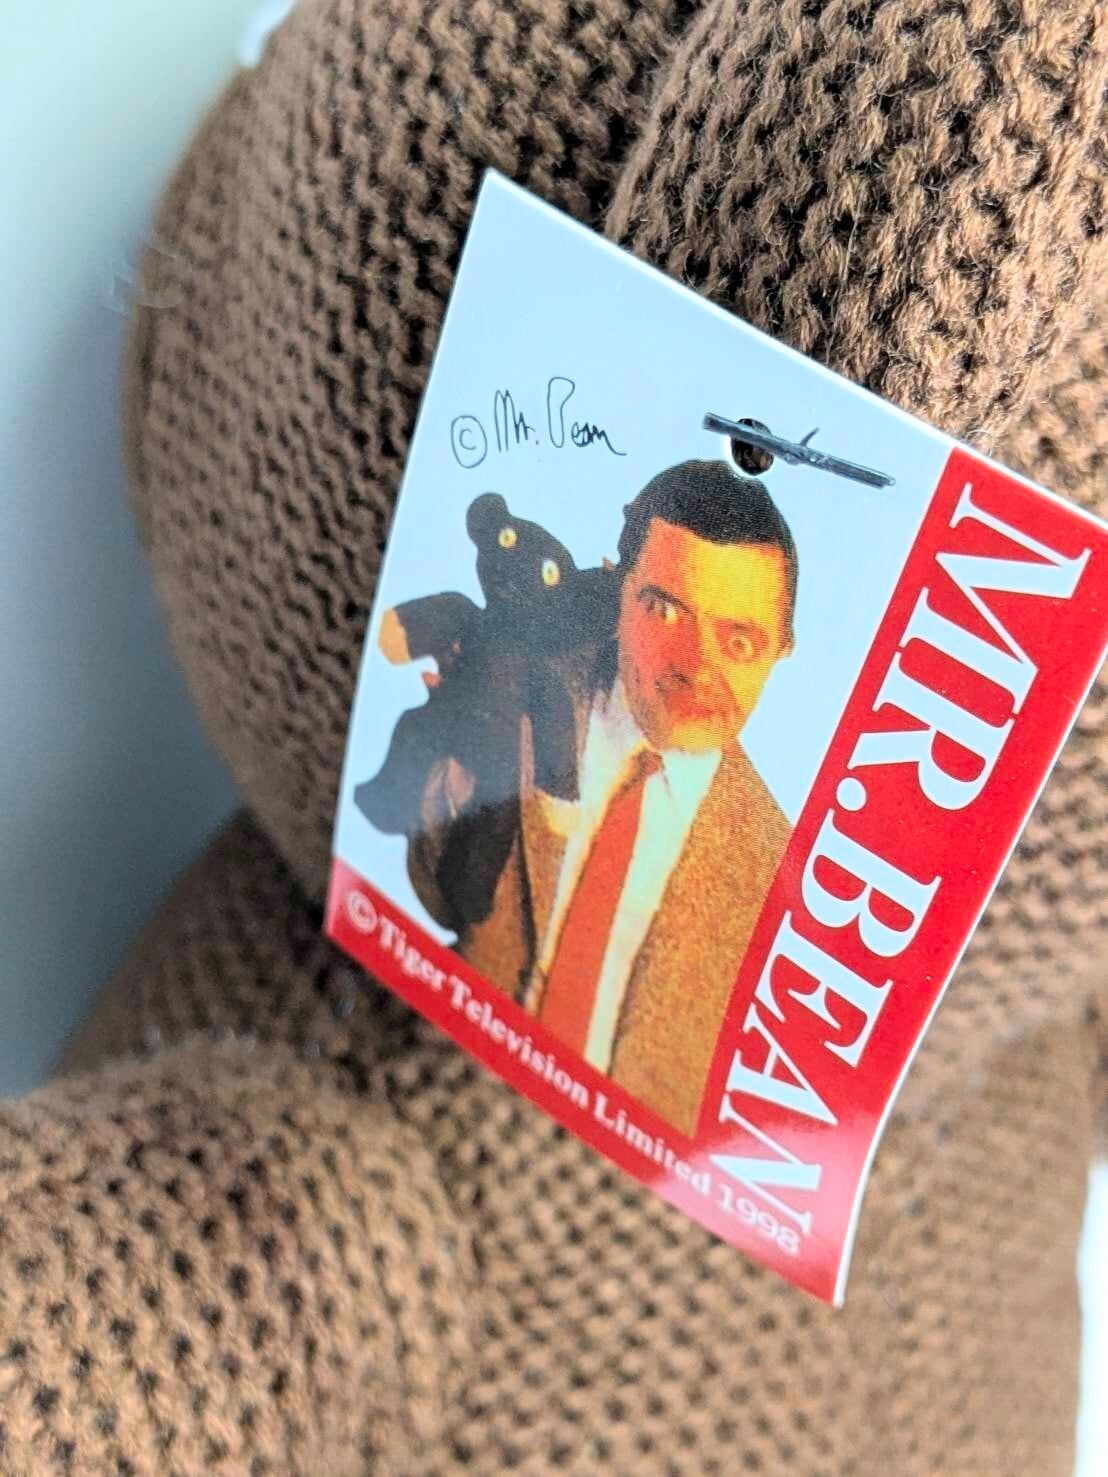 © Mr. Bean
MR.BEAN
© Tiger Television Limited 1998